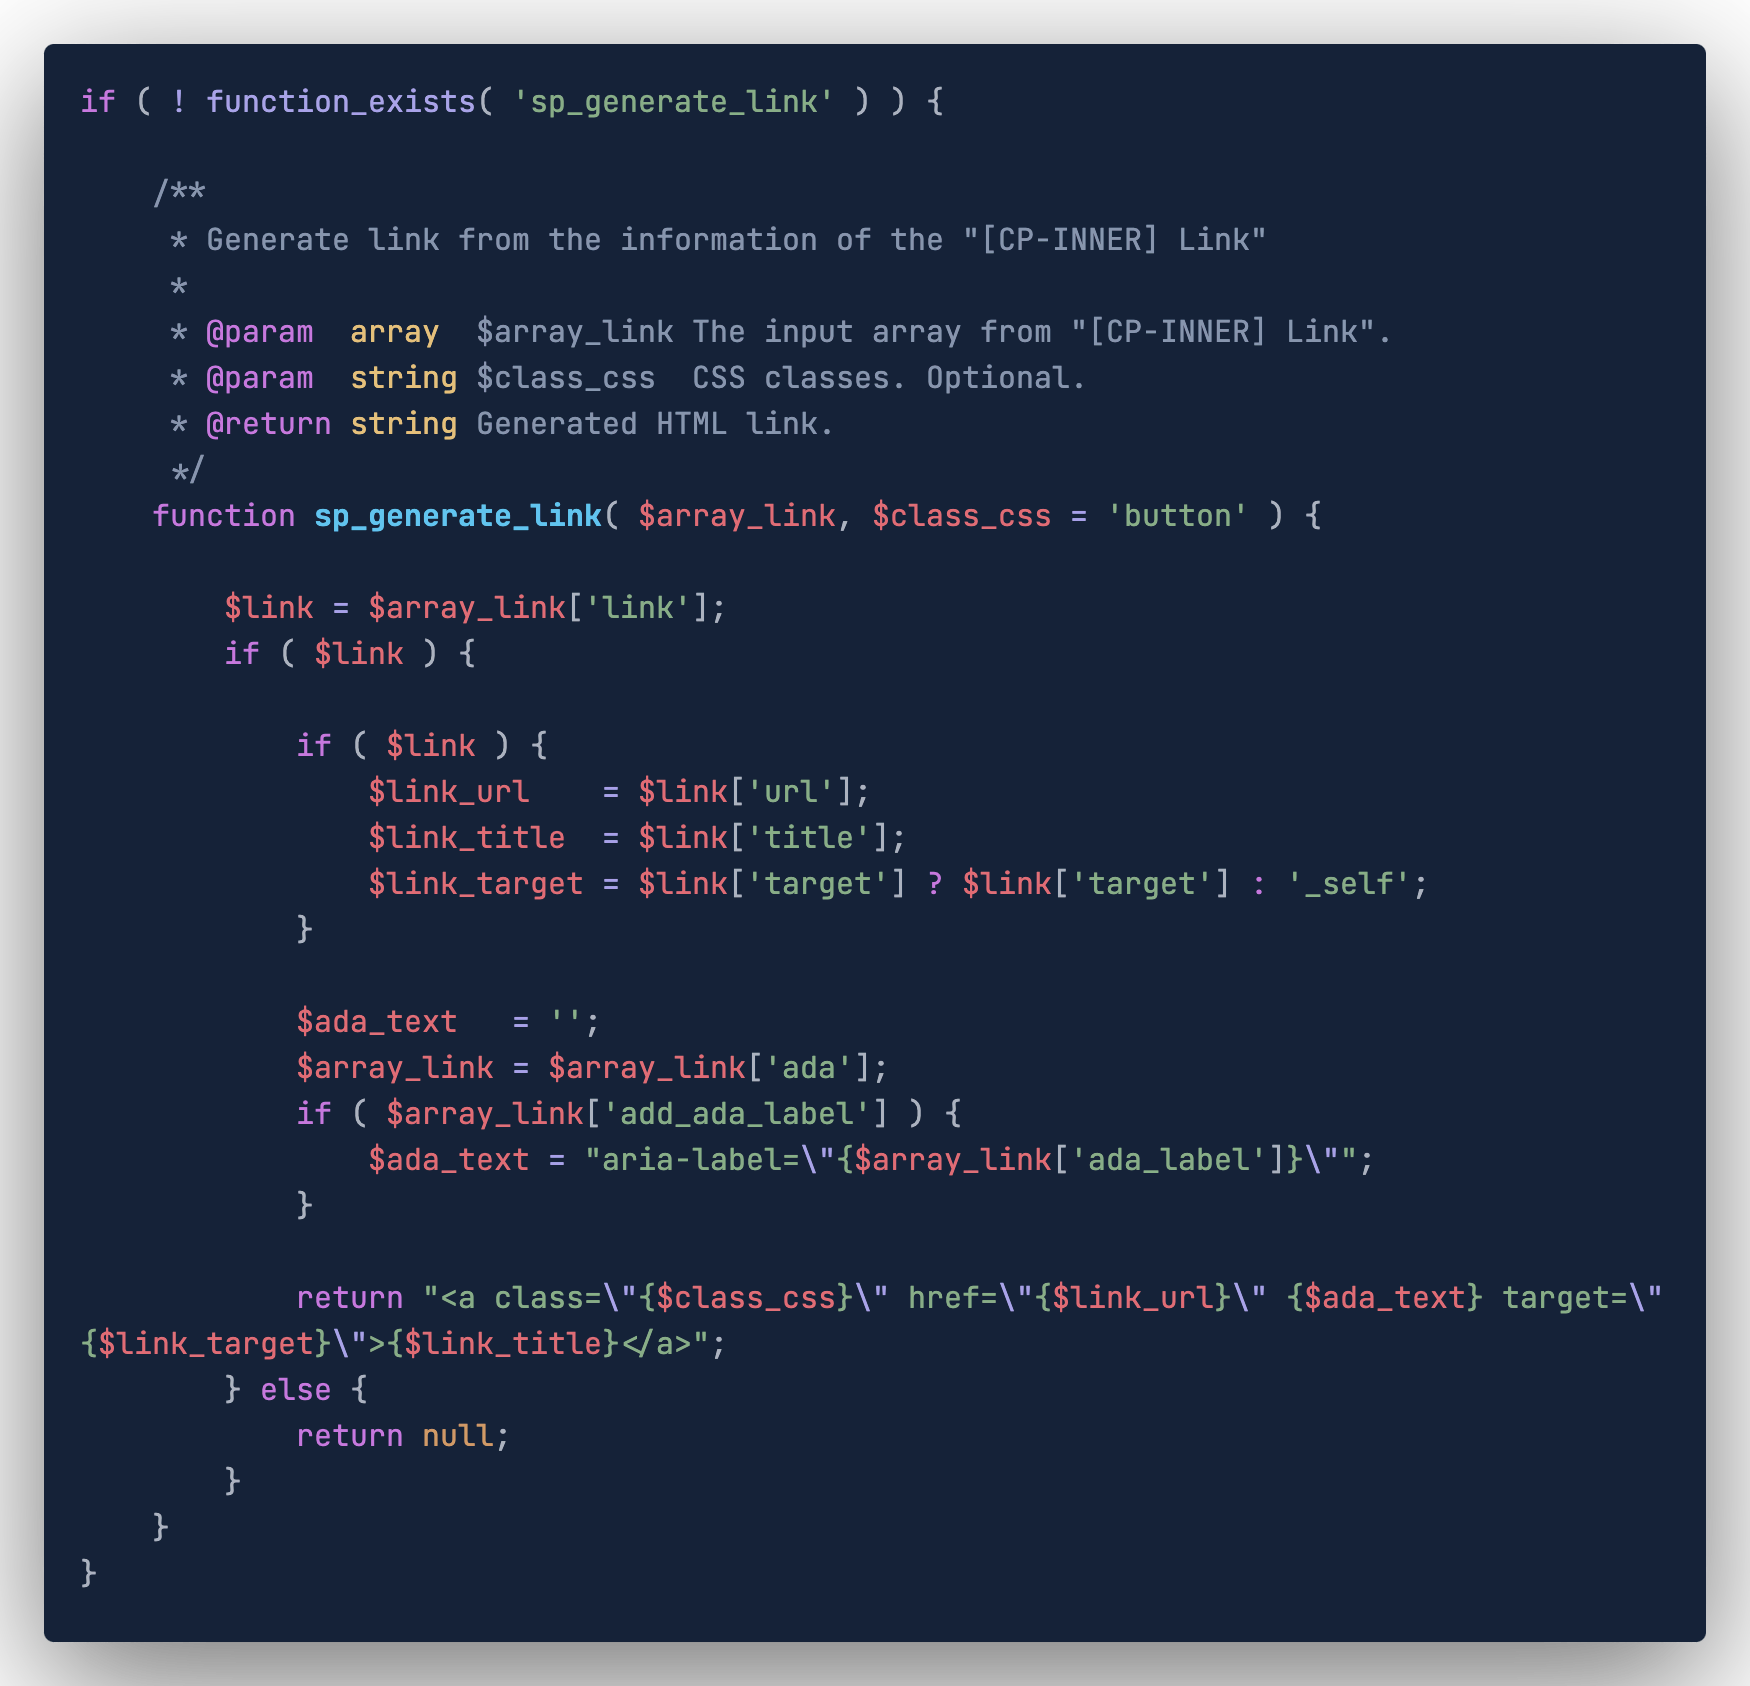 if ( ! function_exists( 'sp_generate_link' ) ) {

    /**
     * Generate link from the information of the "[CP-INNER] Link"
     *
     * @param  array  $array_link The input array from "[CP-INNER] Link".
     * @param  string $class_css  CSS classes. Optional.
     * @return string Generated HTML link.
     */
    function sp_generate_link( $array_link, $class_css = 'button' ) {

        $link = $array_link['link'];
        if ( $link ) {

            if ( $link ) {
                $link_url    = $link['url'];
                $link_title  = $link['title'];
                $link_target = $link['target'] ? $link['target'] : '_self';
            }

            $ada_text   = '';
            $array_link = $array_link['ada'];
            if ( $array_link['add_ada_label'] ) {
                $ada_text = "aria-label=\"{$array_link['ada_label']}\"";
            }

            return "<a class=\"{$class_css}\" href=\"{$link_url}\" {$ada_text} target=\"
{$link_target}\">{$link_title}</a>";
        } else {
            return null;
        }
    }
}